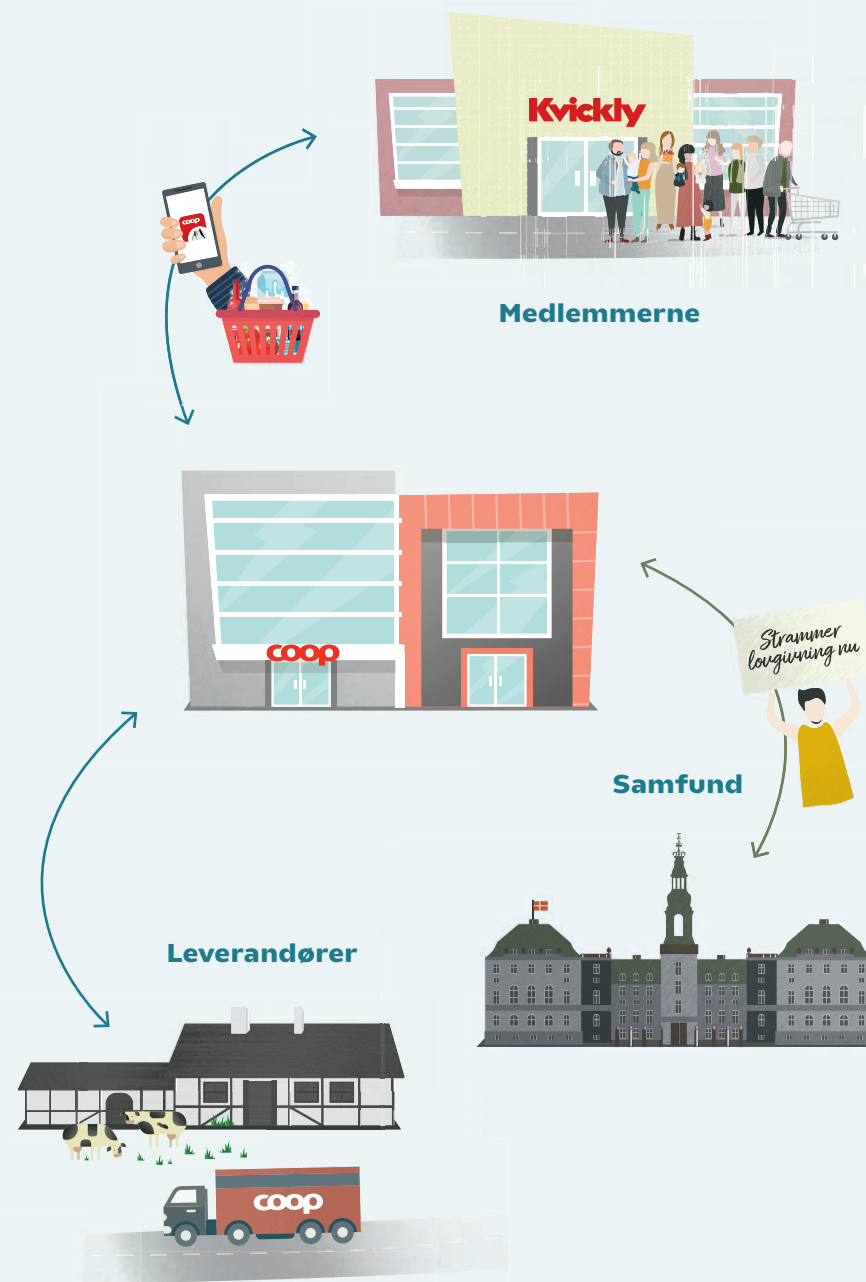 Kvickly
coop
Medlemmerne
coop
Strammer
lovgivning nu
Samfund
Leverandører
coop